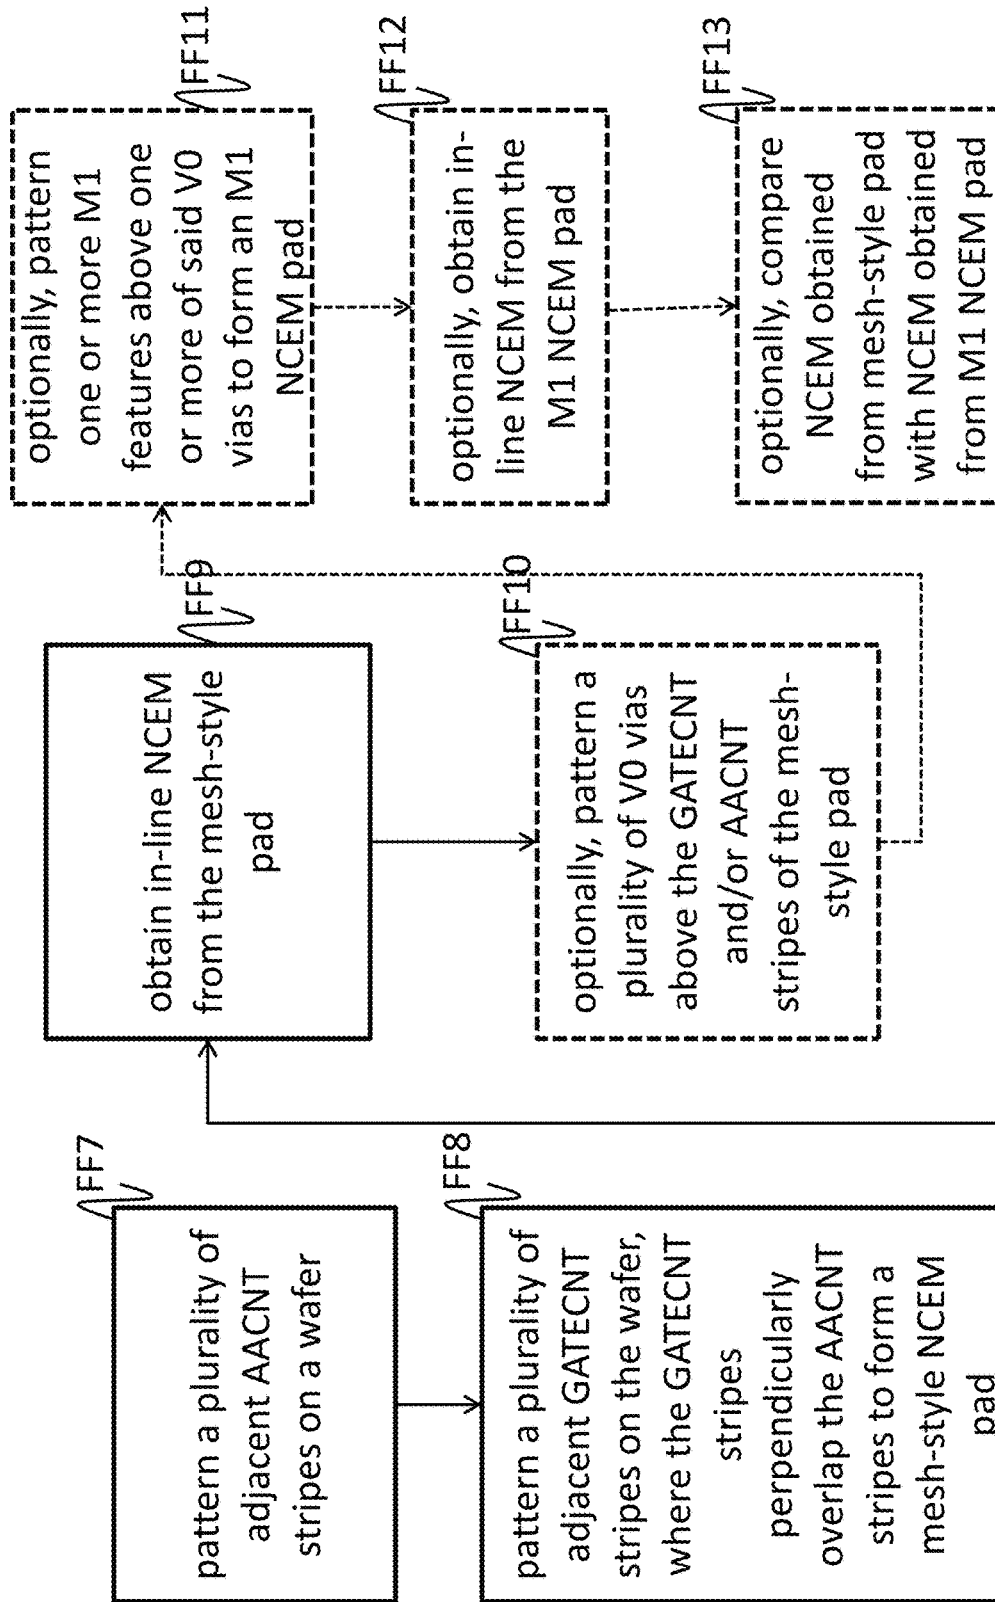 FF7
pattern a plurality of
adjacent AACNT
stripes on a wafer
FF8
pattern a plurality of
adjacent GATECNT
stripes on the wafer,
where the GATECNT
stripes
perpendicularly
overlap the AACNT
stripes to form a
mesh-style NCEM
pad
FF9
obtain in-line NCEM
from the mesh-style
pad
FF10
optionally, pattern a
plurality of V0 vias
above the GATECNT
and/or AACNT
stripes of the mesh-
style pad
FF11
optionally, pattern
one or more M1
features above one
or more of said V0
vias to form an M1
NCEM pad
FF12
optionally, obtain in-
line NCEM from the
M1 NCEM pad
FF13
optionally, compare
NCEM obtained
from mesh-style pad
with NCEM obtained
from M1 NCEM pad